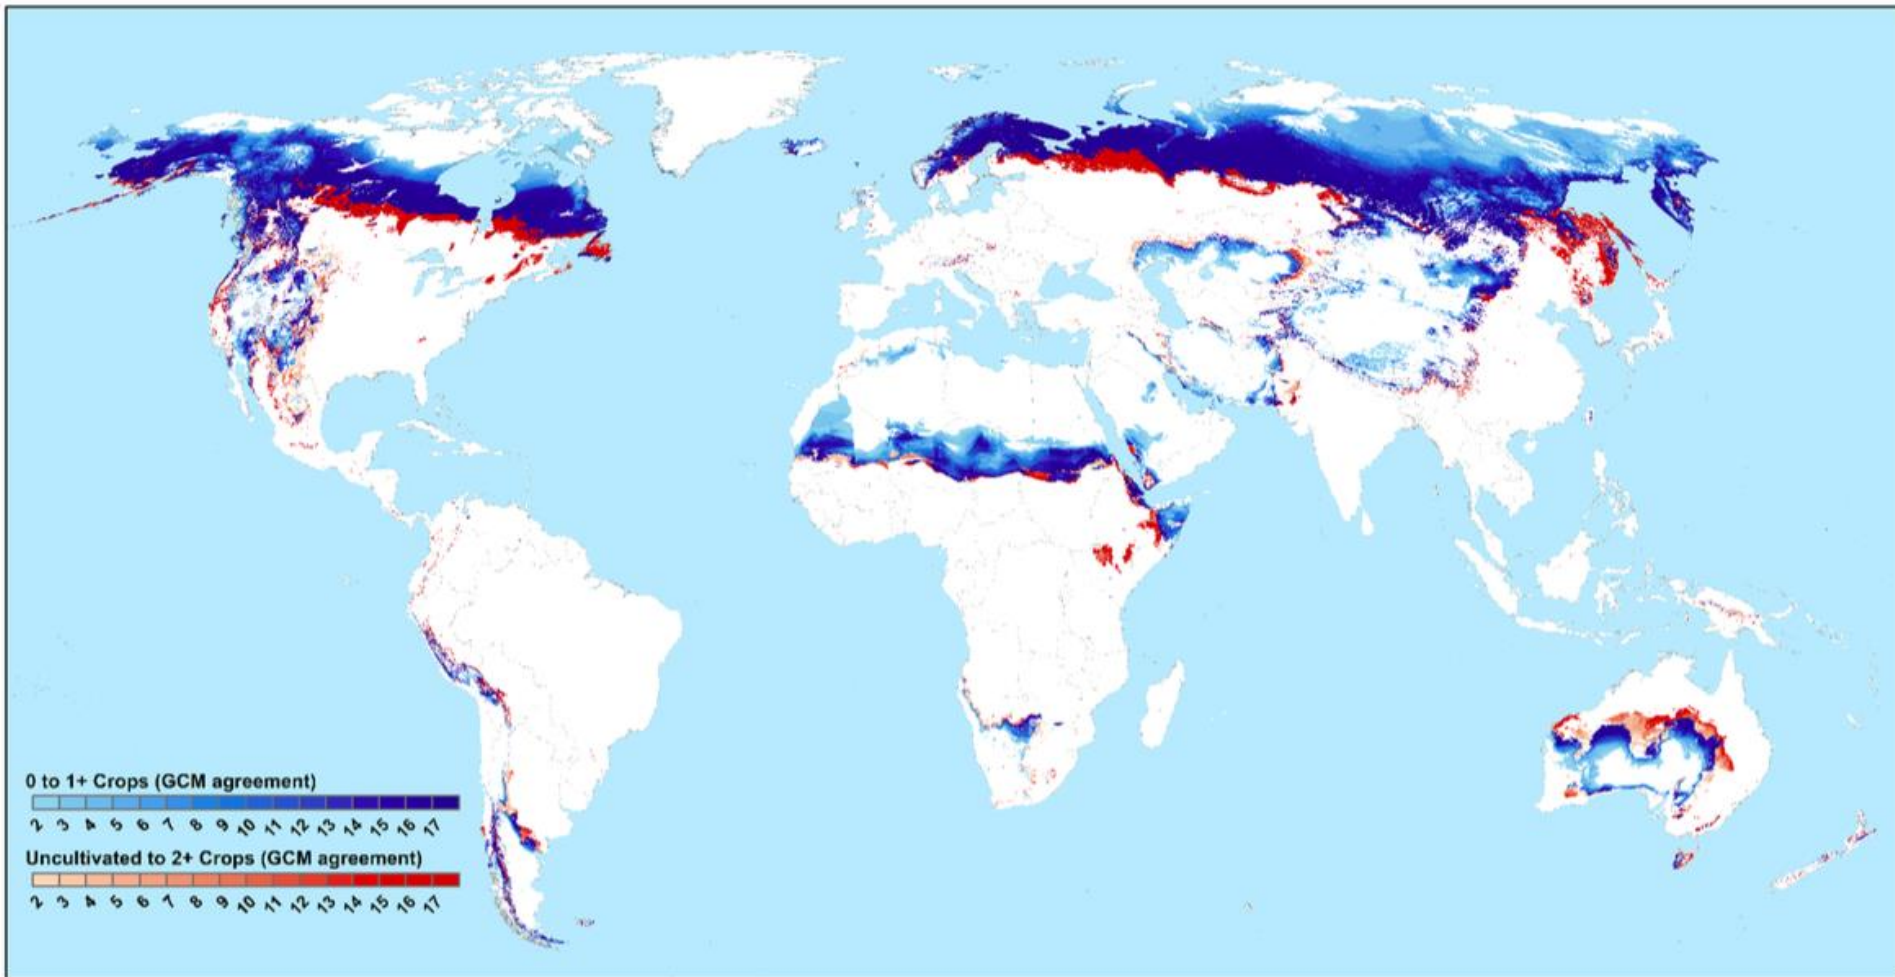 0 to 1+ Crops (GCM agreement)
2 3 4 5 6 7 8 9 10 11 12 13 14 15 16 17
Uncultivated to 2+ Crops (GCM agreement)
2 3 4 5 6 7 8 9 10 11 12 13 14 15 16 17